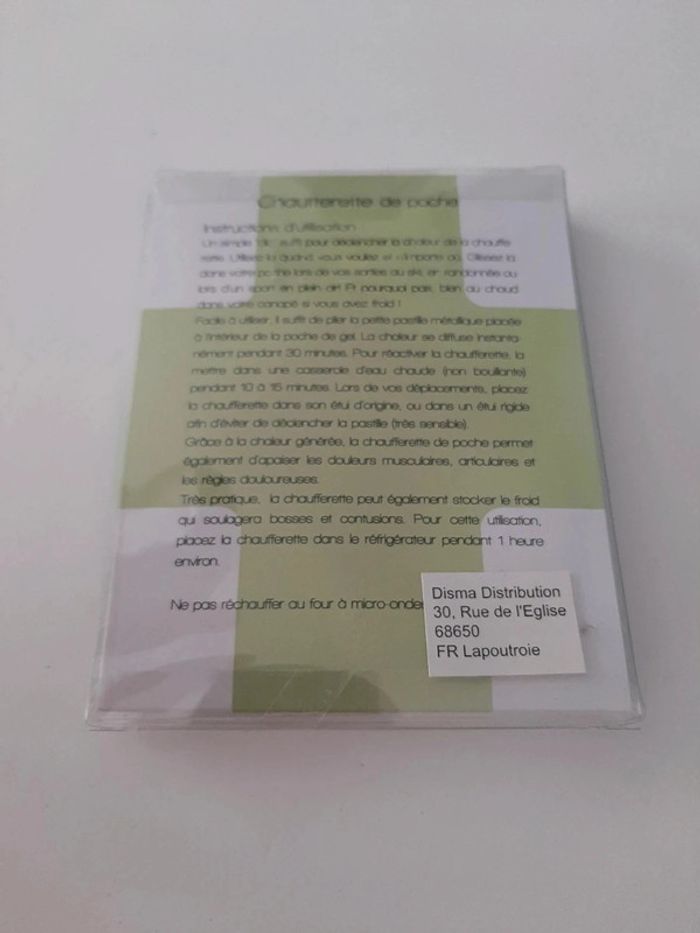 Chaufferette de poche
Instructions d'utilisation
Un simple "clic" suffit pour déclencher la chaleur de la chauffe
rette. Utilisez la quand vous voulez et n'importe où. Glissez la
dans votre poche lors de vos sorties au ski, en randonnée ou
lors d'un sport en plein air! Et pourquoi pas, bien au chaud
dans votre canapé si vous avez froid !
Facile à utiliser, il suffit de plier la petite pastille métallique placée
à l'intérieur de la poche de gel. La chaleur se diffuse instanta-
nément pendant 30 minutes. Pour réactiver la chaufferette, la
mettre dans une casserole d'eau chaude (non bouillante)
pendant 10 à 15 minutes. Lors de vos déplacements, placez
la chaufferette dans son étui d'origine, ou dans un étui rigide
afin d'éviter de déclencher la pastille (très sensible).
Grâce à la chaleur générée, la chaufferette de poche permet
également d'apaiser les douleurs musculaires, articulaires et
les règles douloureuses.
Très pratique, la chaufferette peut également stocker le froid
qui soulagera bosses et contusions. Pour cette utilisation,
placez la chaufferette dans le réfrigérateur pendant 1 heure
environ.
Ne pas réchauffer au four à micro-onde
Disma Distribution
30, Rue de l'Eglise
68650
FR Lapoutroie